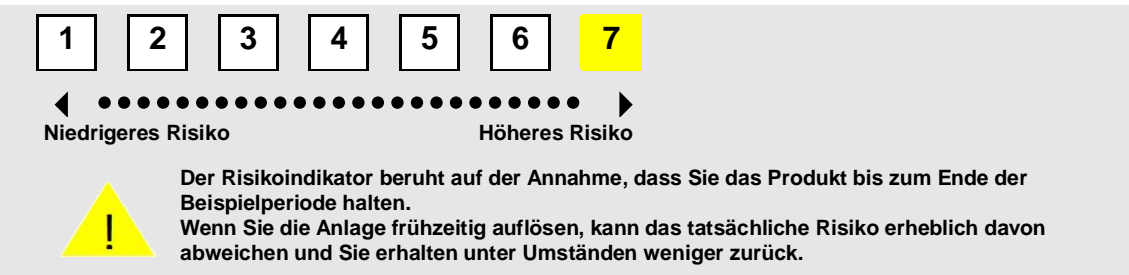 1 2 3 4 5 6 7
Niedrigeres Risiko Höheres Risiko
Der Risikoindikator beruht auf der Annahme, dass Sie das Produkt bis zum Ende der
Beispielperiode halten.
Wenn Sie die Anlage frühzeitig auflösen, kann das tatsächliche Risiko erheblich davon
abweichen und Sie erhalten unter Umständen weniger zurück.
!